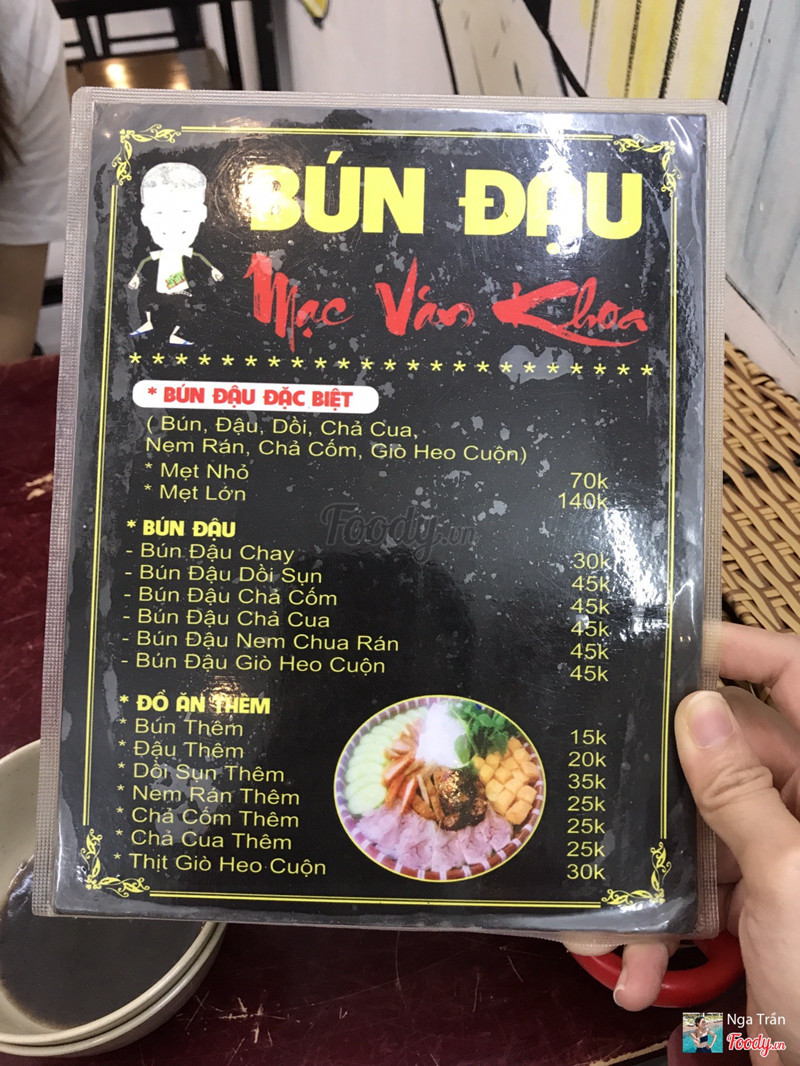 BÚN ĐẬU
Mạc Văn Khoa
* BÚN ĐẬU ĐẶC BIỆT
( Bún, Đậu, Dồi, Chả Cua,
Nem Rán, Chả Cốm, Giò Heo Cuộn)
* Mẹt Nhỏ 70k
* Mẹt Lớn 140k
Foody.vn
* BÚN ĐẬU
- Bún Đậu Chay 30k
- Bún Đậu Dồi Sụn 45k
- Bún Đậu Chả Cốm 45k
- Bún Đậu Chả Cua 45k
- Bún Đậu Nem Chua Rán 45k
- Bún Đậu Giò Heo Cuộn 45k
* ĐỒ ĂN THÊM
* Bún Thêm 15k
* Đậu Thêm 20k
* Dồi Sụn Thêm 35k
* Nem Rán Thêm 25k
* Chả Cốm Thêm 25k
* Chả Cua Thêm 25k
* Thịt Giò Heo Cuộn 30k
Nga Trần
Foody.vn